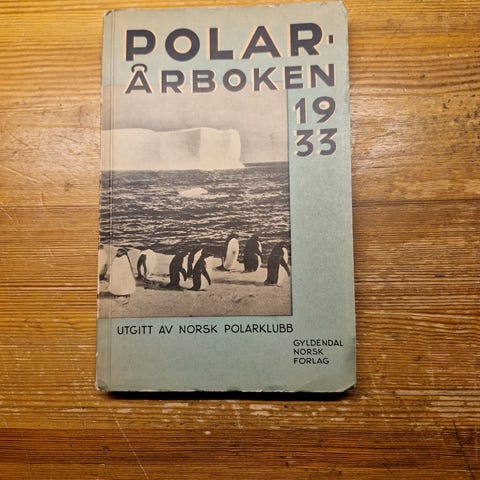 POLAR-
ÅRBOKEN
19
33
UTGITT AV NORSK POLARKLUBB
GYLDENDAL
NORSK
FORLAG